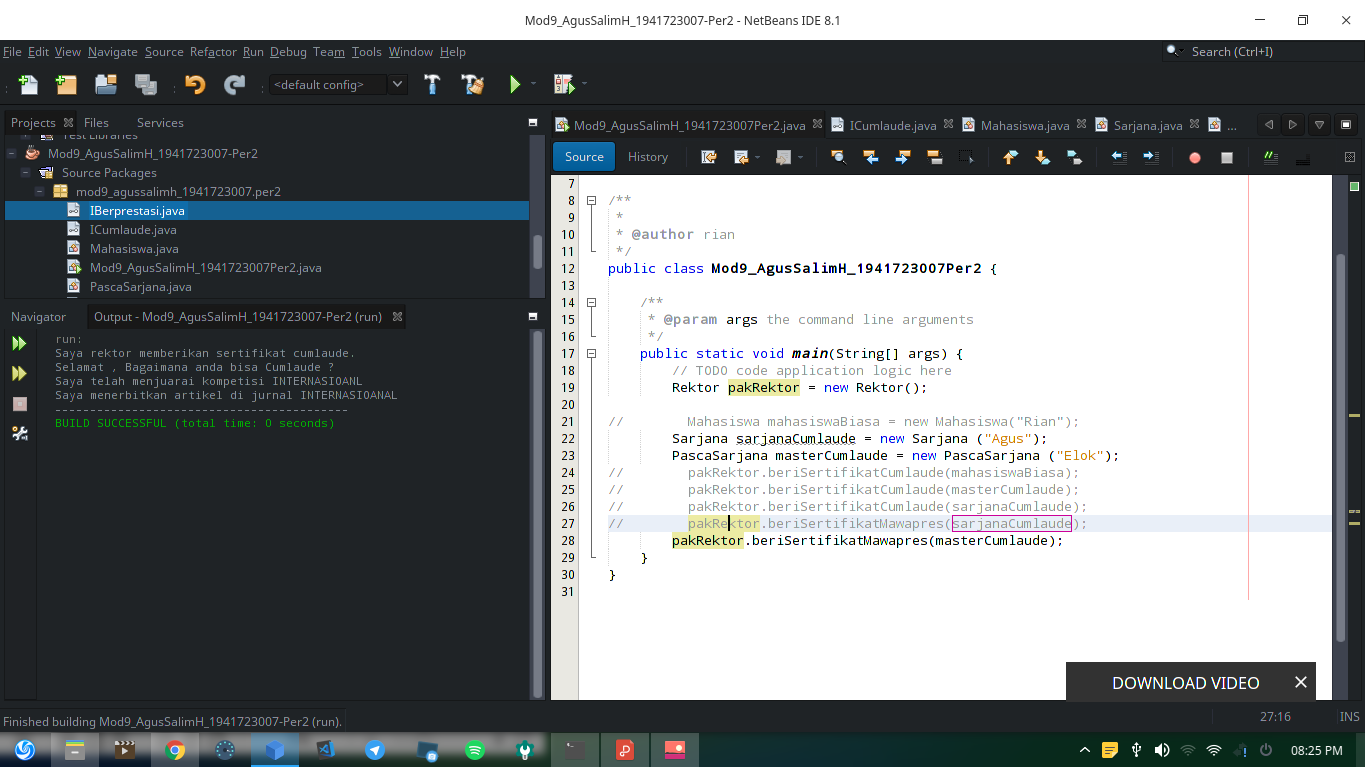 Mod9_AgusSalimH_1941723007-Per2 - NetBeans IDE 8.1
File Edit View Navigate Source Refactor Run Debug Team Tools Window Help
Search (Ctrl+I)
<default config>
Projects Files Services
Test Libraries
Mod9_AgusSalimH_1941723007-Per2
Source Packages
mod9_agussalimh_1941723007.per2
IBerprestasi.java
ICumlaude.java
Mahasiswa.java
Mod9_AgusSalimH_1941723007Per2.java
PascaSarjana.java
Navigator Output - Mod9_AgusSalimH_1941723007-Per2 (run)
run:
Saya rektor memberikan sertifikat cumlaude.
Selamat , Bagaimana anda bisa Cumlaude ?
Saya telah menjuarai kompetisi INTERNASIOANL
Saya menerbitkan artikel di jurnal INTERNASIOANAL
-----------------------------------------
BUILD SUCCESSFUL (total time: 0 seconds)
Mod9_AgusSalimH_1941723007Per2.java ICumlaude.java Mahasiswa.java Sarjana.java ...
Source History
7
8 /**
9 *
10 * @author rian
11 */
12 public class Mod9_AgusSalimH_1941723007Per2 {
13
14 /**
15 * @param args the command line arguments
16 */
17 public static void main(String[] args) {
18 // TODO code application logic here
19 Rektor pakRektor = new Rektor();
20
21 // Mahasiswa mahasiswaBiasa = new Mahasiswa("Rian");
22 Sarjana sarjanaCumlaude = new Sarjana ("Agus");
23 PascaSarjana masterCumlaude = new PascaSarjana ("Elok");
24 // pakRektor.beriSertifikatCumlaude(mahasiswaBiasa);
25 // pakRektor.beriSertifikatCumlaude(masterCumlaude);
26 // pakRektor.beriSertifikatCumlaude(sarjanaCumlaude);
27 // pakRektor.beriSertifikatMawapres(sarjanaCumlaude);
28 pakRektor.beriSertifikatMawapres(masterCumlaude);
29 }
30 }
31
DOWNLOAD VIDEO
Finished building Mod9_AgusSalimH_1941723007-Per2 (run).
27:16 INS
08:25 PM